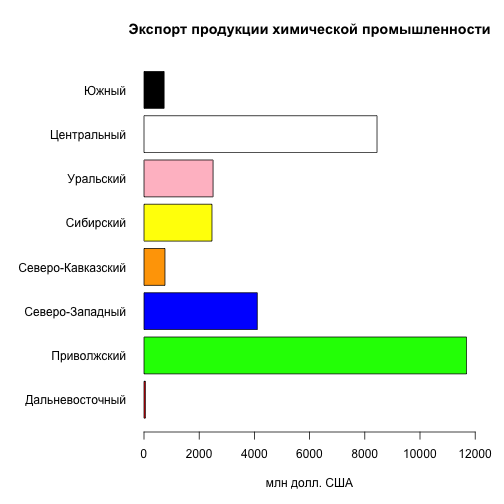 Экспорт продукции химической промышленности
Южный
Центральный
Уральский
Сибирский
Северо-Кавказский
Северо-Западный
Приволжский
Дальневосточный
0 2000 4000 6000 8000 10000 12000
млн долл. США